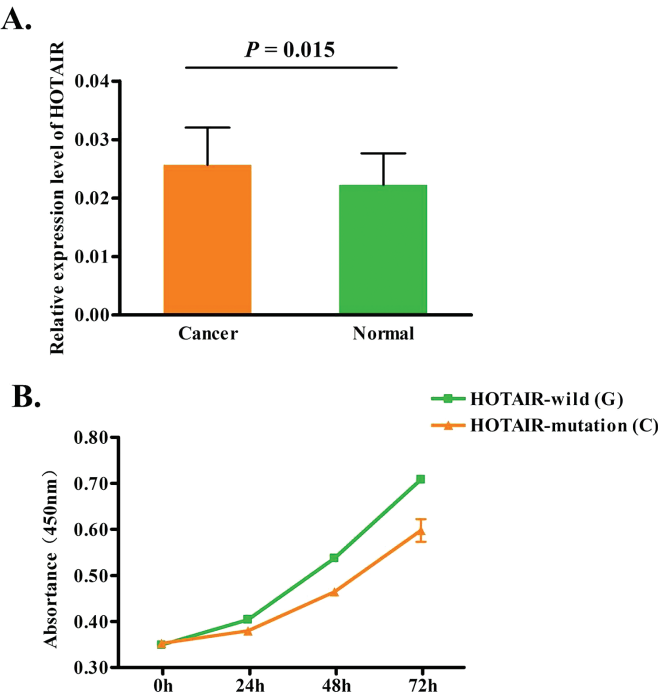 A.
P = 0.015
Relative expression level of HOTAIR
0.04
0.03
0.02
0.01
0.00
Cancer
Normal
B.
HOTAIR-wild (G)
HOTAIR-mutation (C)
Absortance（450nm）
0.80
0.70
0.60
0.50
0.40
0.30
0h
24h
48h
72h